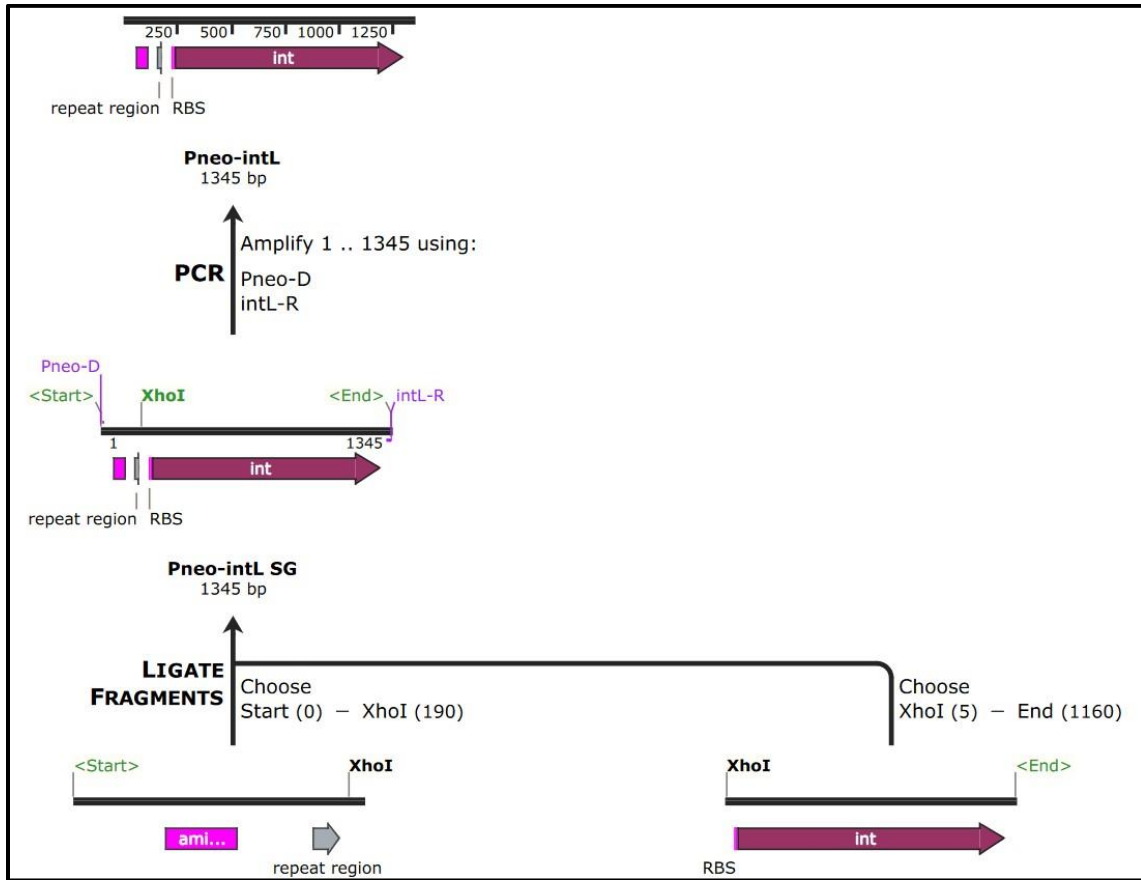 250 500 750 1000 1250
int
repeat region RBS
Pneo-intL
1345 bp
Amplify 1 .. 1345 using:
PCR Pneo-D
intL-R
Pneo-D
<Start> XhoI <End> intL-R
1 1345
int
repeat region RBS
Pneo-intL SG
1345 bp
LIGATE
FRAGMENTS
Choose
Start (0) – XhoI (190)
Choose
XhoI (5) – End (1160)
<Start> XhoI
ami...
repeat region
XhoI <End>
int
RBS